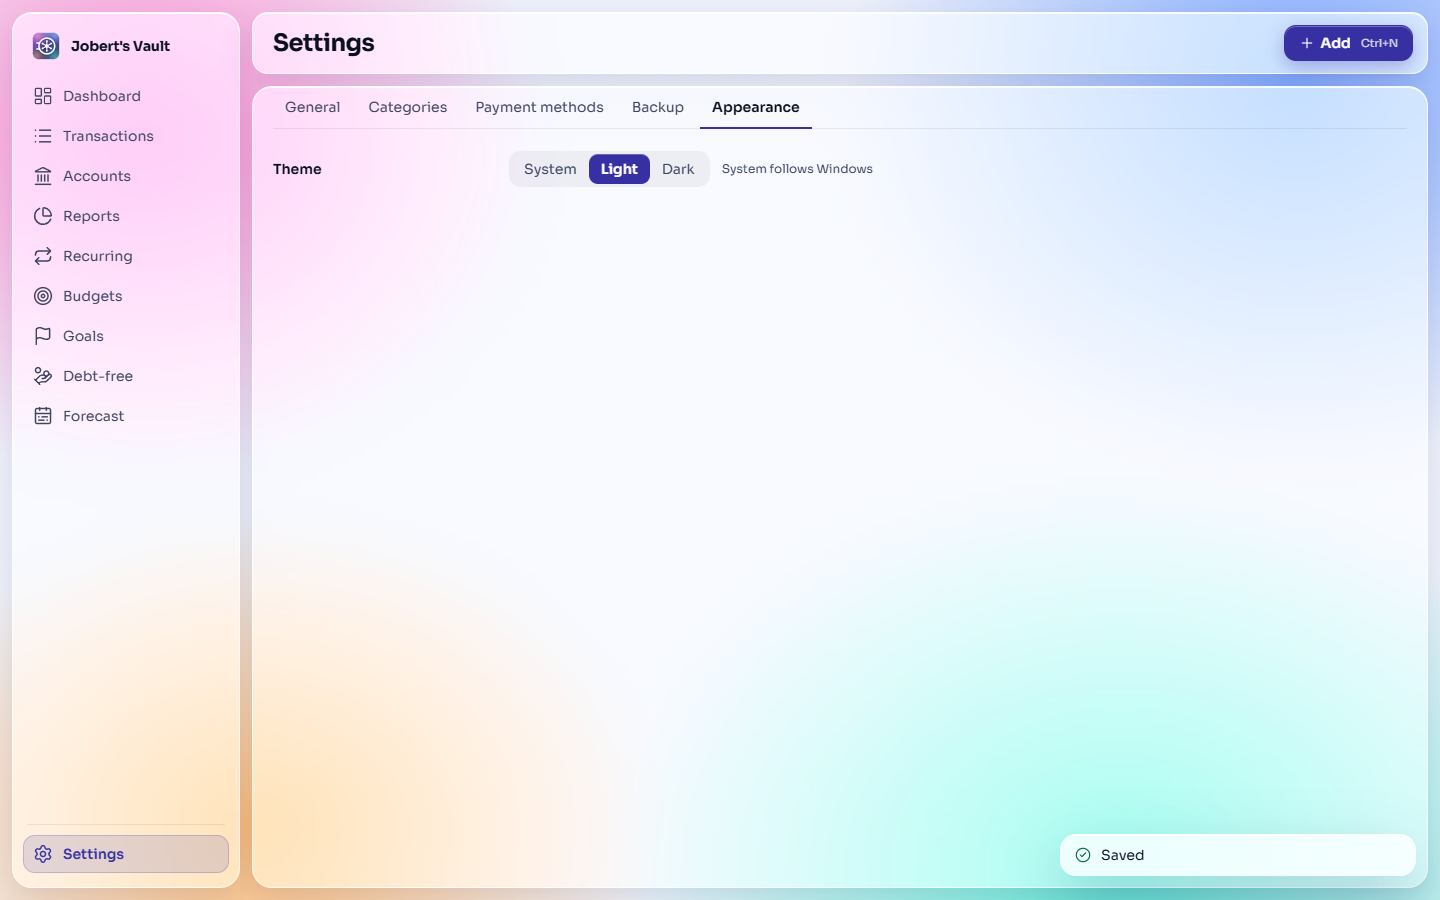 Jobert's Vault
Dashboard
Transactions
Accounts
Reports
Recurring
Budgets
Goals
Debt-free
Forecast
Settings
Settings
Add Ctrl+N
General Categories Payment methods Backup Appearance
Theme System Light Dark System follows Windows
Saved